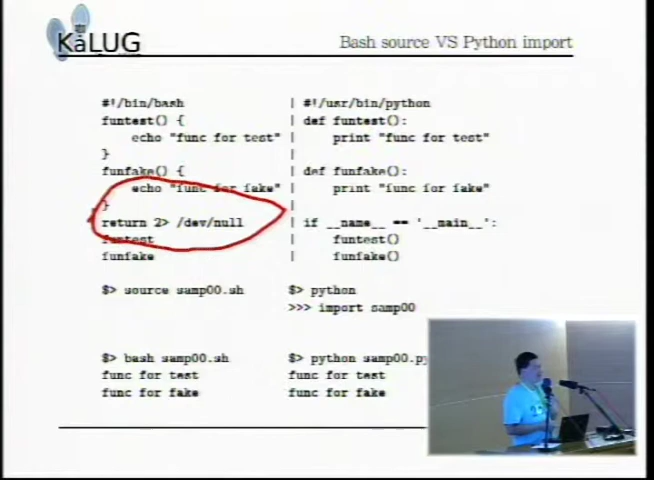 KaLUG
Bash source VS Python import
#!/bin/bash | #!/usr/bin/python
funtest() { | def funtest():
echo "func for test" | print "func for test"
} |
funfake() { | def funfake():
echo "func for fake" | print "func for fake"
} |
return 2> /dev/null | if __name__ == '__main__':
funtest | funtest()
funfake | funfake()
$> source samp00.sh $> python
>>> import samp00
$> bash samp00.sh $> python samp00.py
func for test func for test
func for fake func for fake